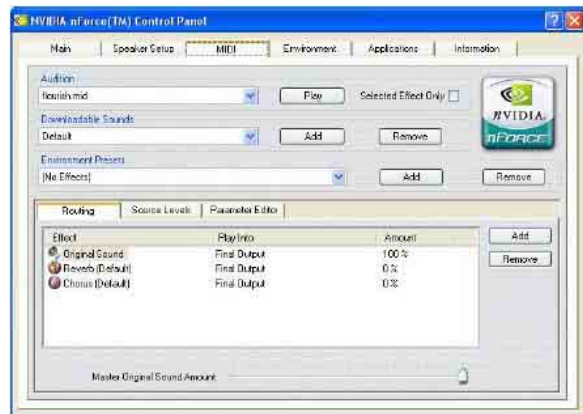 NVIDIA nForce(TM) Control Panel
Main Speaker Setup MIDI Environment Applications Information
Audition
flourish.mid Play Selected Effect Only
Downloadable Sounds
Default Add Remove
Environment Presets
(No Effects) Add Remove
NVIDIA
nFORCE
Routing Source Levels Parameter Editor
Effect Play Into Amount
Original Sound Final Output 100 %
Reverb (Default) Final Output 0 %
Chorus (Default) Final Output 0 %
Add
Remove
Master Original Sound Amount